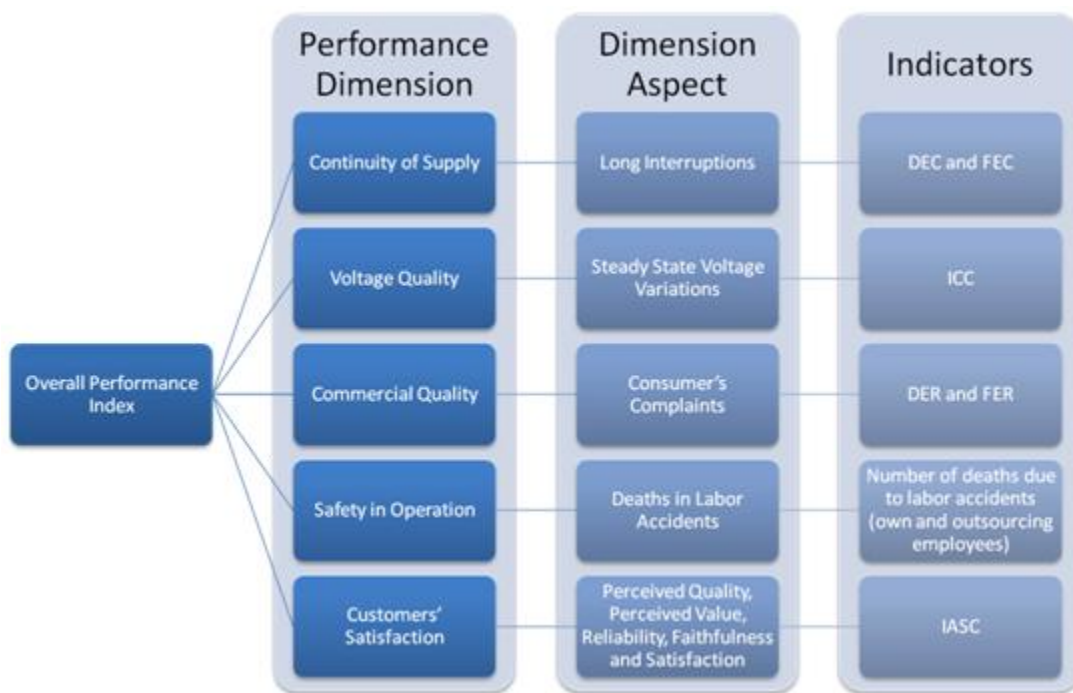 Performance
Dimension
Dimension
Aspect
Indicators
Overall Performance
Index
Continuity of Supply
Long Interruptions
DEC and FEC
Voltage Quality
Steady State Voltage
Variations
ICC
Commercial Quality
Consumer's
Complaints
DER and FER
Safety in Operation
Deaths in Labor
Accidents
Number of deaths due
to labor accidents
(own and outsourcing
employees)
Customers'
Satisfaction
Perceived Quality,
Perceived Value,
Reliability, Faithfulness
and Satisfaction
IASC